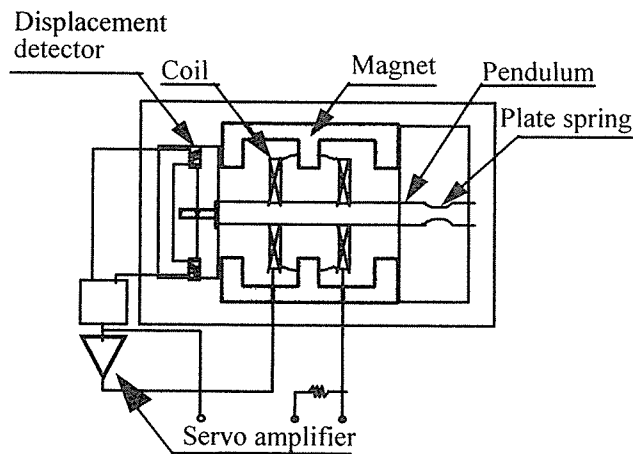 Displacement
detector
Coil
Magnet
Pendulum
Plate spring
Servo amplifier